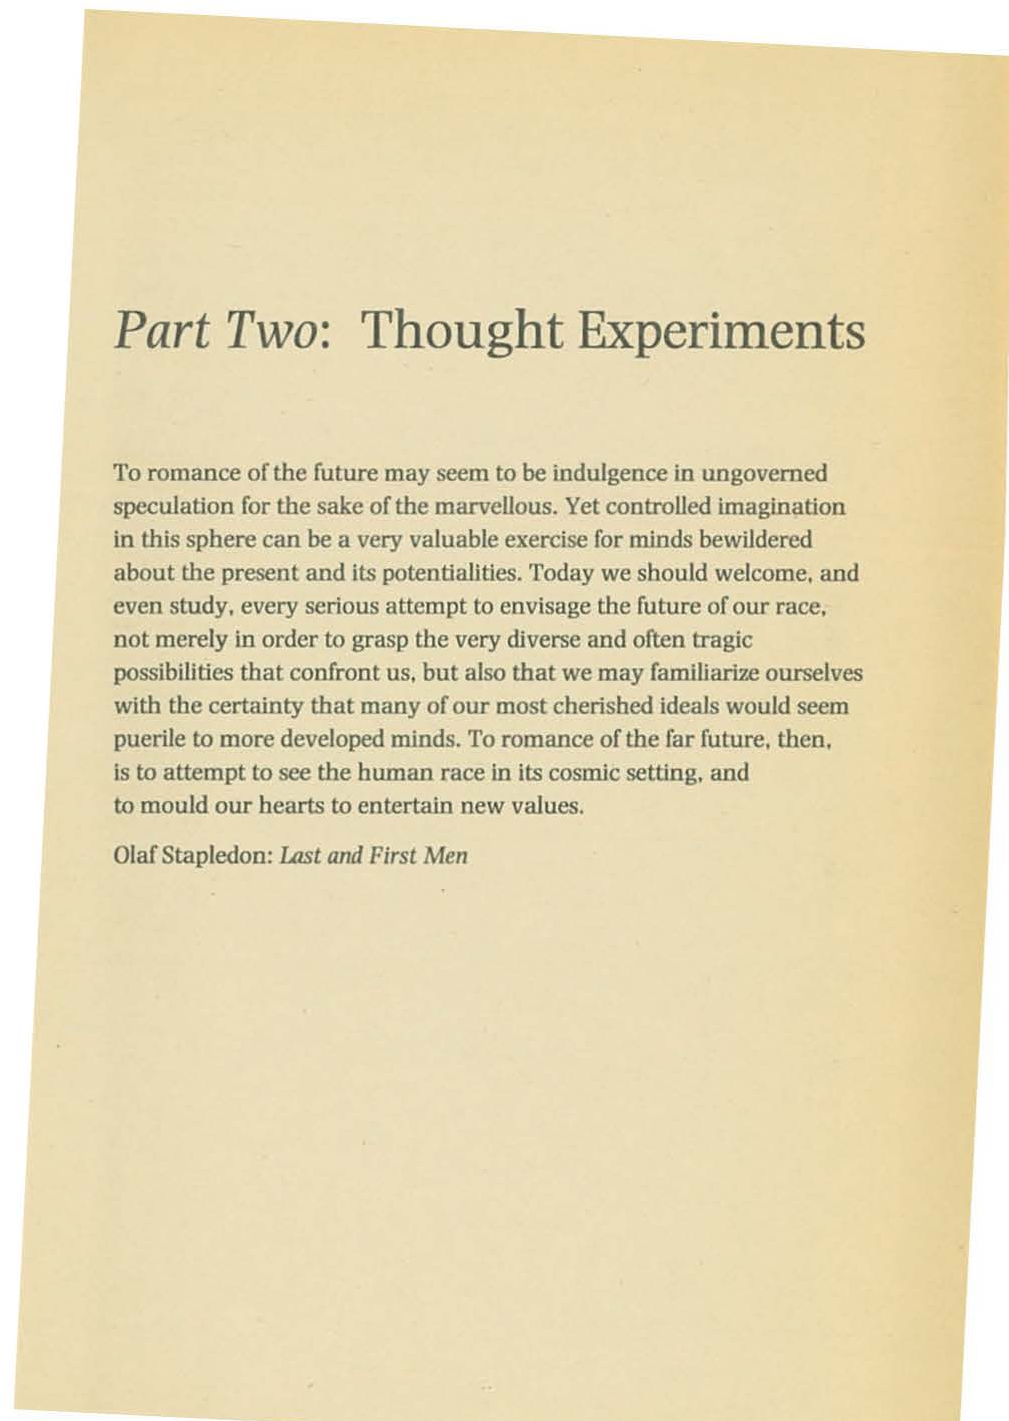 Part Two: Thought Experiments
To romance of the future may seem to be indulgence in ungoverned
speculation for the sake of the marvellous. Yet controlled imagination
in this sphere can be a very valuable exercise for minds bewildered
about the present and its potentialities. Today we should welcome, and
even study, every serious attempt to envisage the future of our race,
not merely in order to grasp the very diverse and often tragic
possibilities that confront us, but also that we may familiarize ourselves
with the certainty that many of our most cherished ideals would seem
puerile to more developed minds. To romance of the far future, then,
is to attempt to see the human race in its cosmic setting, and
to mould our hearts to entertain new values.
Olaf Stapledon: Last and First Men